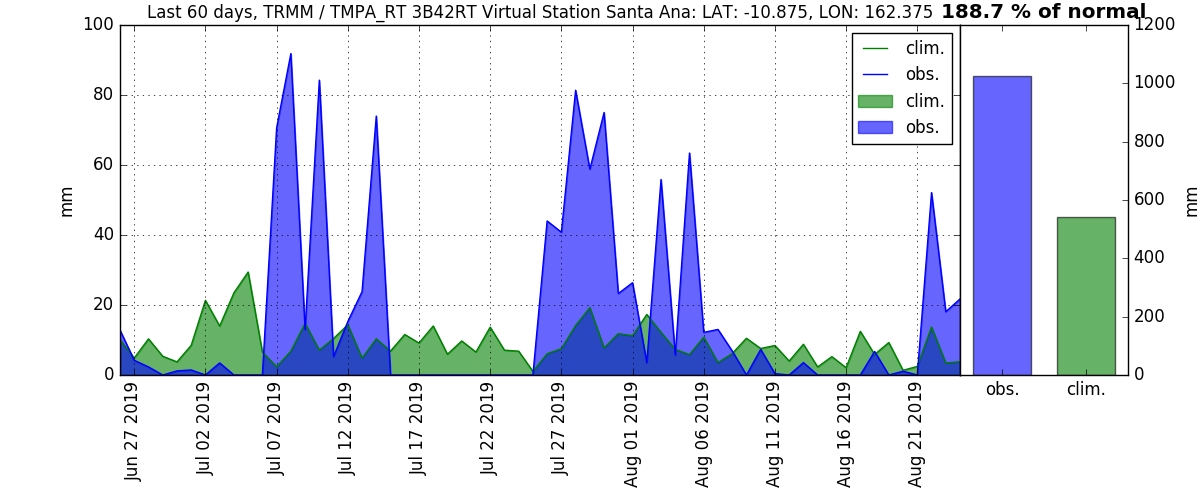 Last 60 days, TRMM / TMPA_RT 3B42RT Virtual Station Santa Ana: LAT: -10.875, LON: 162.375 188.7 % of normal
100
80
60
40
20
0
mm
clim.
obs.
clim.
obs.
1200
1000
800
600
400
200
0
mm
Jun 27 2019
Jul 02 2019
Jul 07 2019
Jul 12 2019
Jul 17 2019
Jul 22 2019
Jul 27 2019
Aug 01 2019
Aug 06 2019
Aug 11 2019
Aug 16 2019
Aug 21 2019
obs. clim.